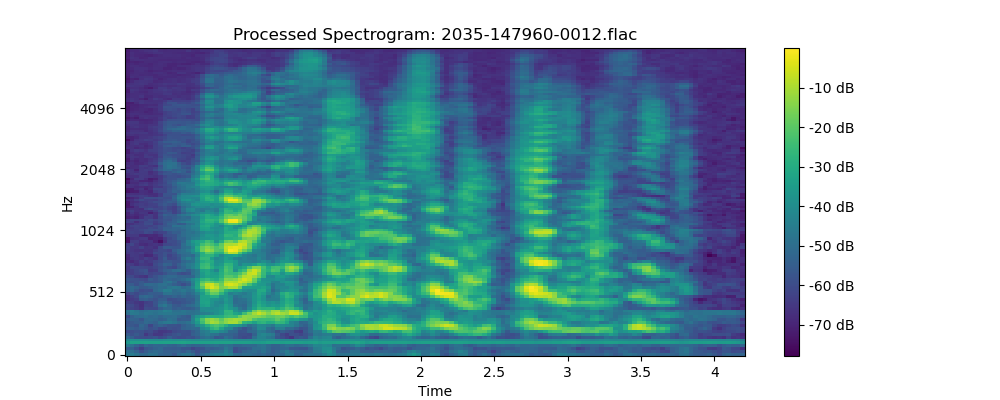 Processed Spectrogram: 2035-147960-0012.flac
Hz
4096
2048
1024
512
0
0 0.5 1 1.5 2 2.5 3 3.5 4
Time
-10 dB
-20 dB
-30 dB
-40 dB
-50 dB
-60 dB
-70 dB